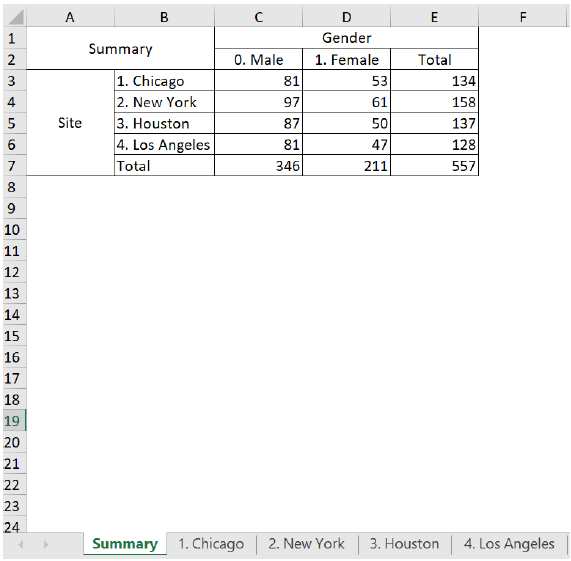 A B C D E F
1 Summary Gender
2 0. Male 1. Female Total
3 Site 1. Chicago 81 53 134
4 2. New York 97 61 158
5 3. Houston 87 50 137
6 4. Los Angeles 81 47 128
7 Total 346 211 557
8
9
10
11
12
13
14
15
16
17
18
19
20
21
22
23
24
Summary 1. Chicago 2. New York 3. Houston 4. Los Angeles